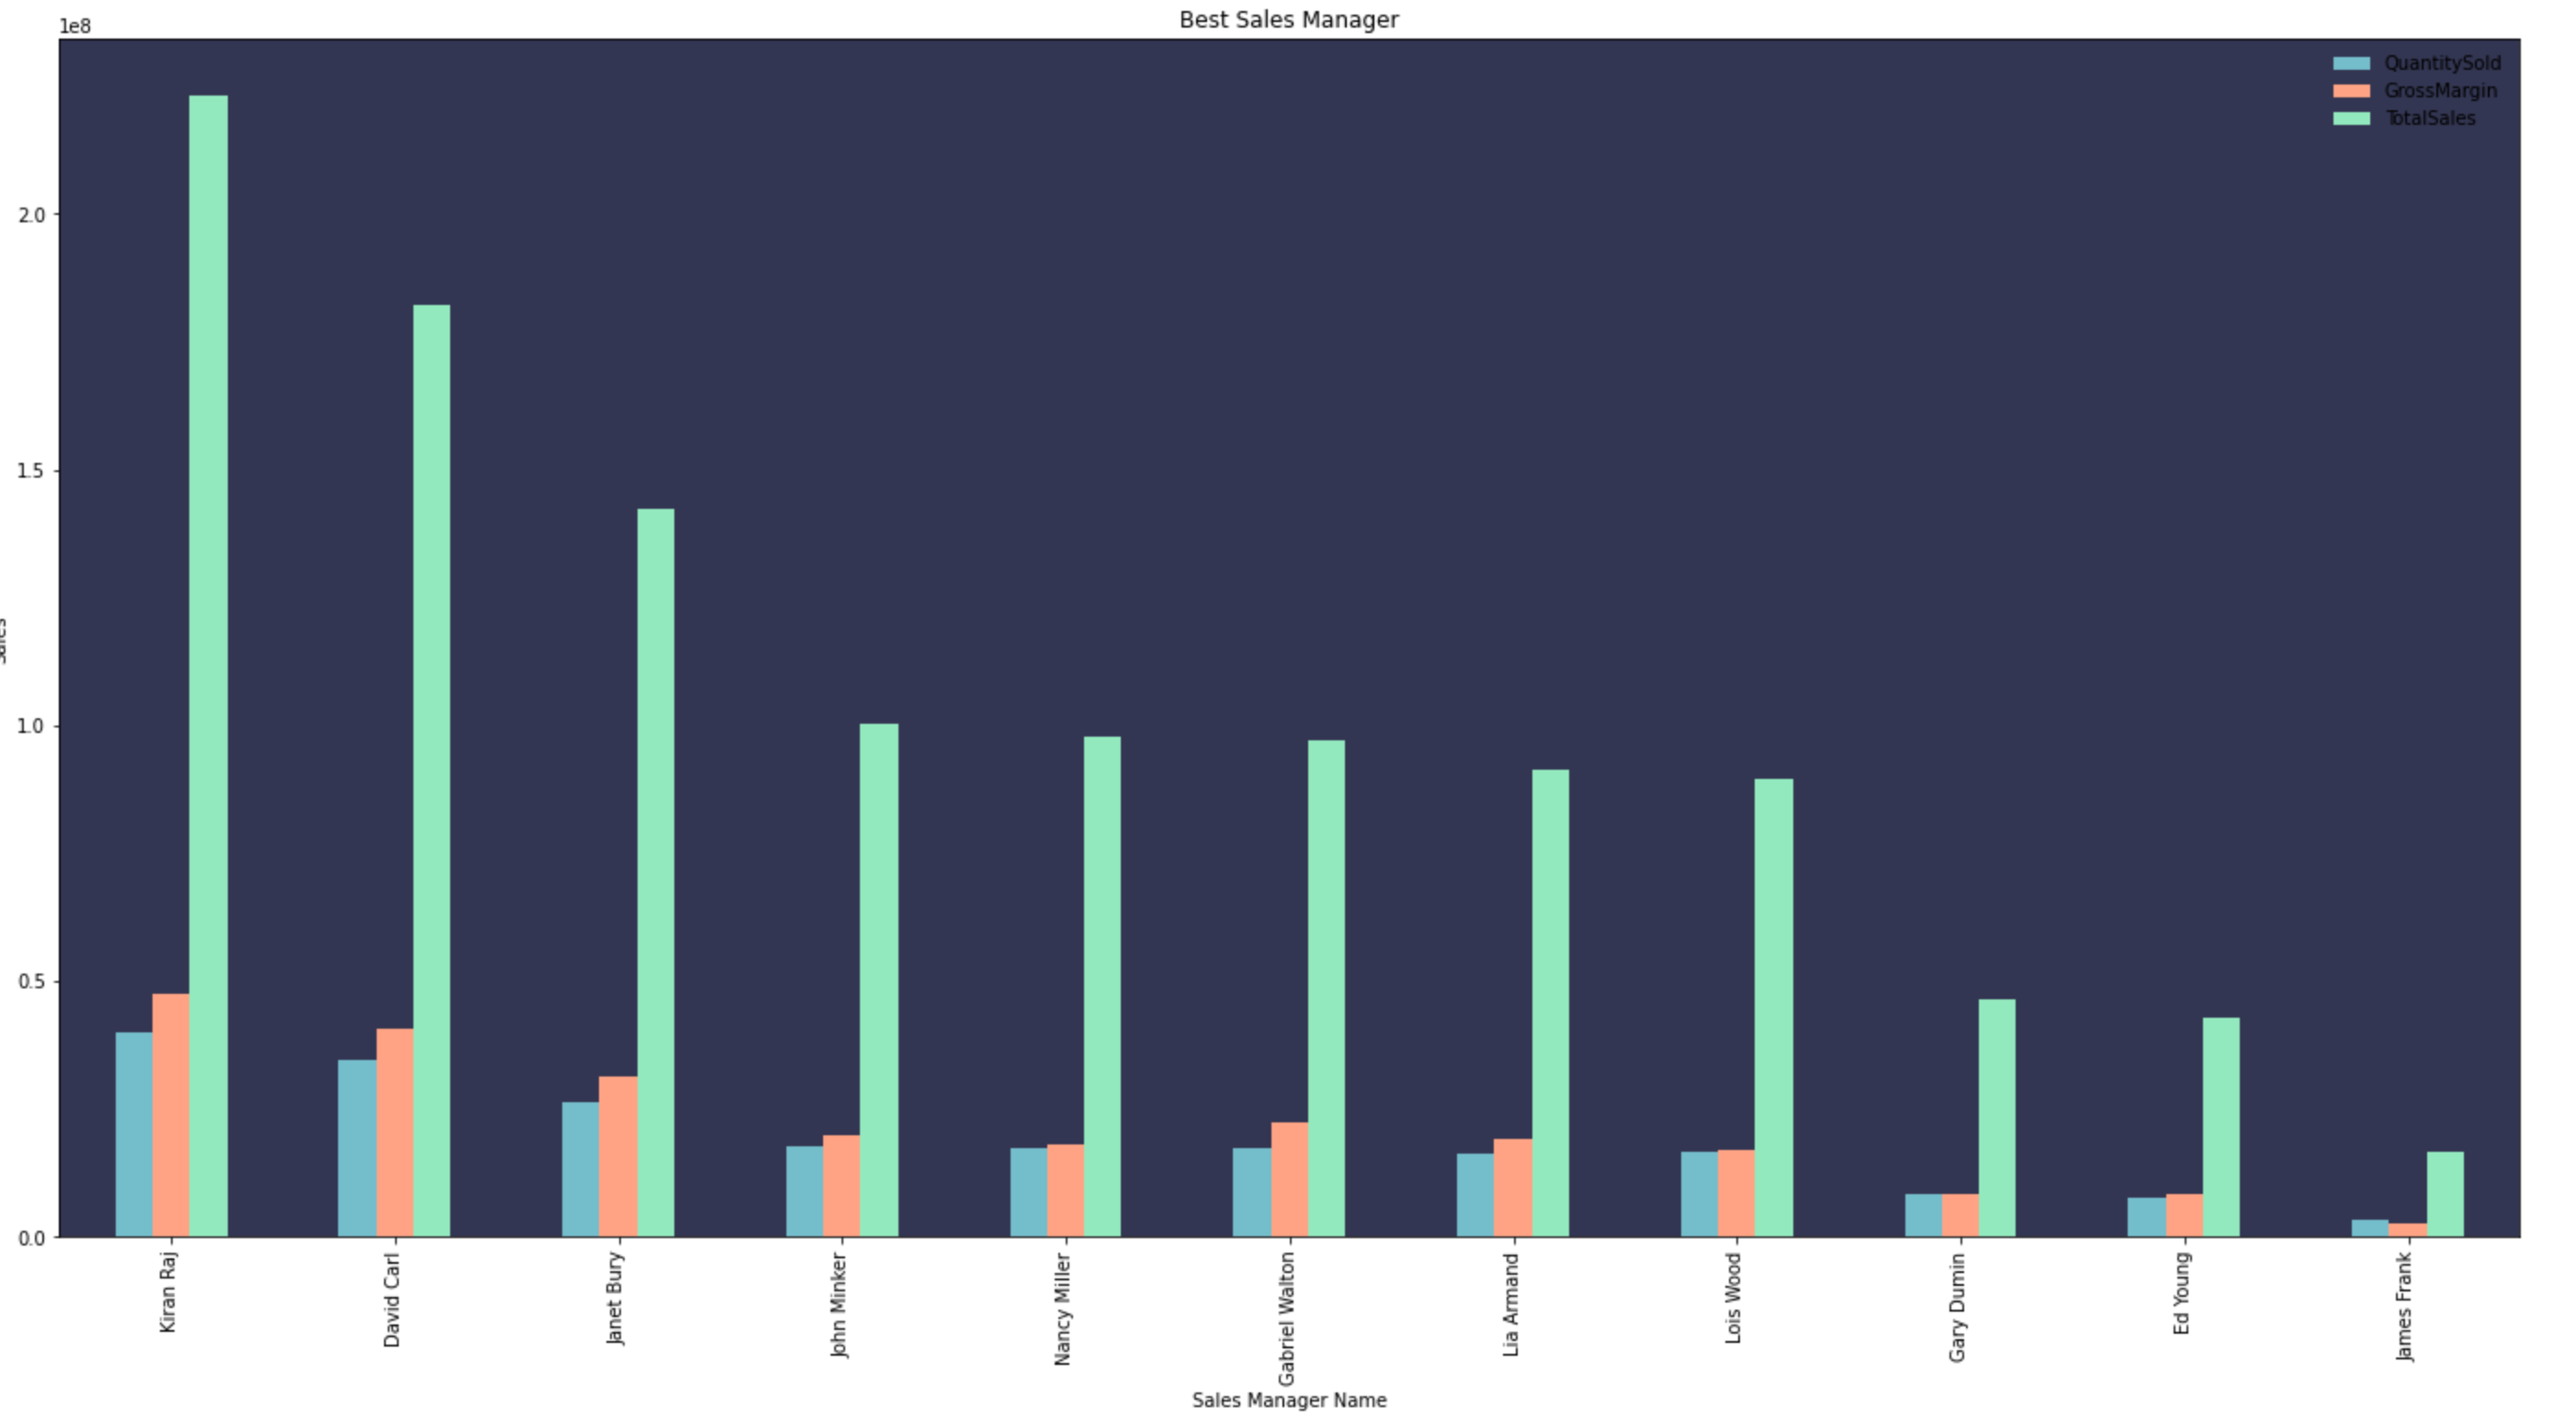 Best Sales Manager
1e8
QuantitySold
GrossMargin
TotalSales
2.0
1.5
1.0
0.5
0.0
Sales
Kiran Raj
David Carl
Janet Bury
John Minker
Nancy Miller
Gabriel Walton
Lia Armand
Lois Wood
Gary Dumin
Ed Young
James Frank
Sales Manager Name